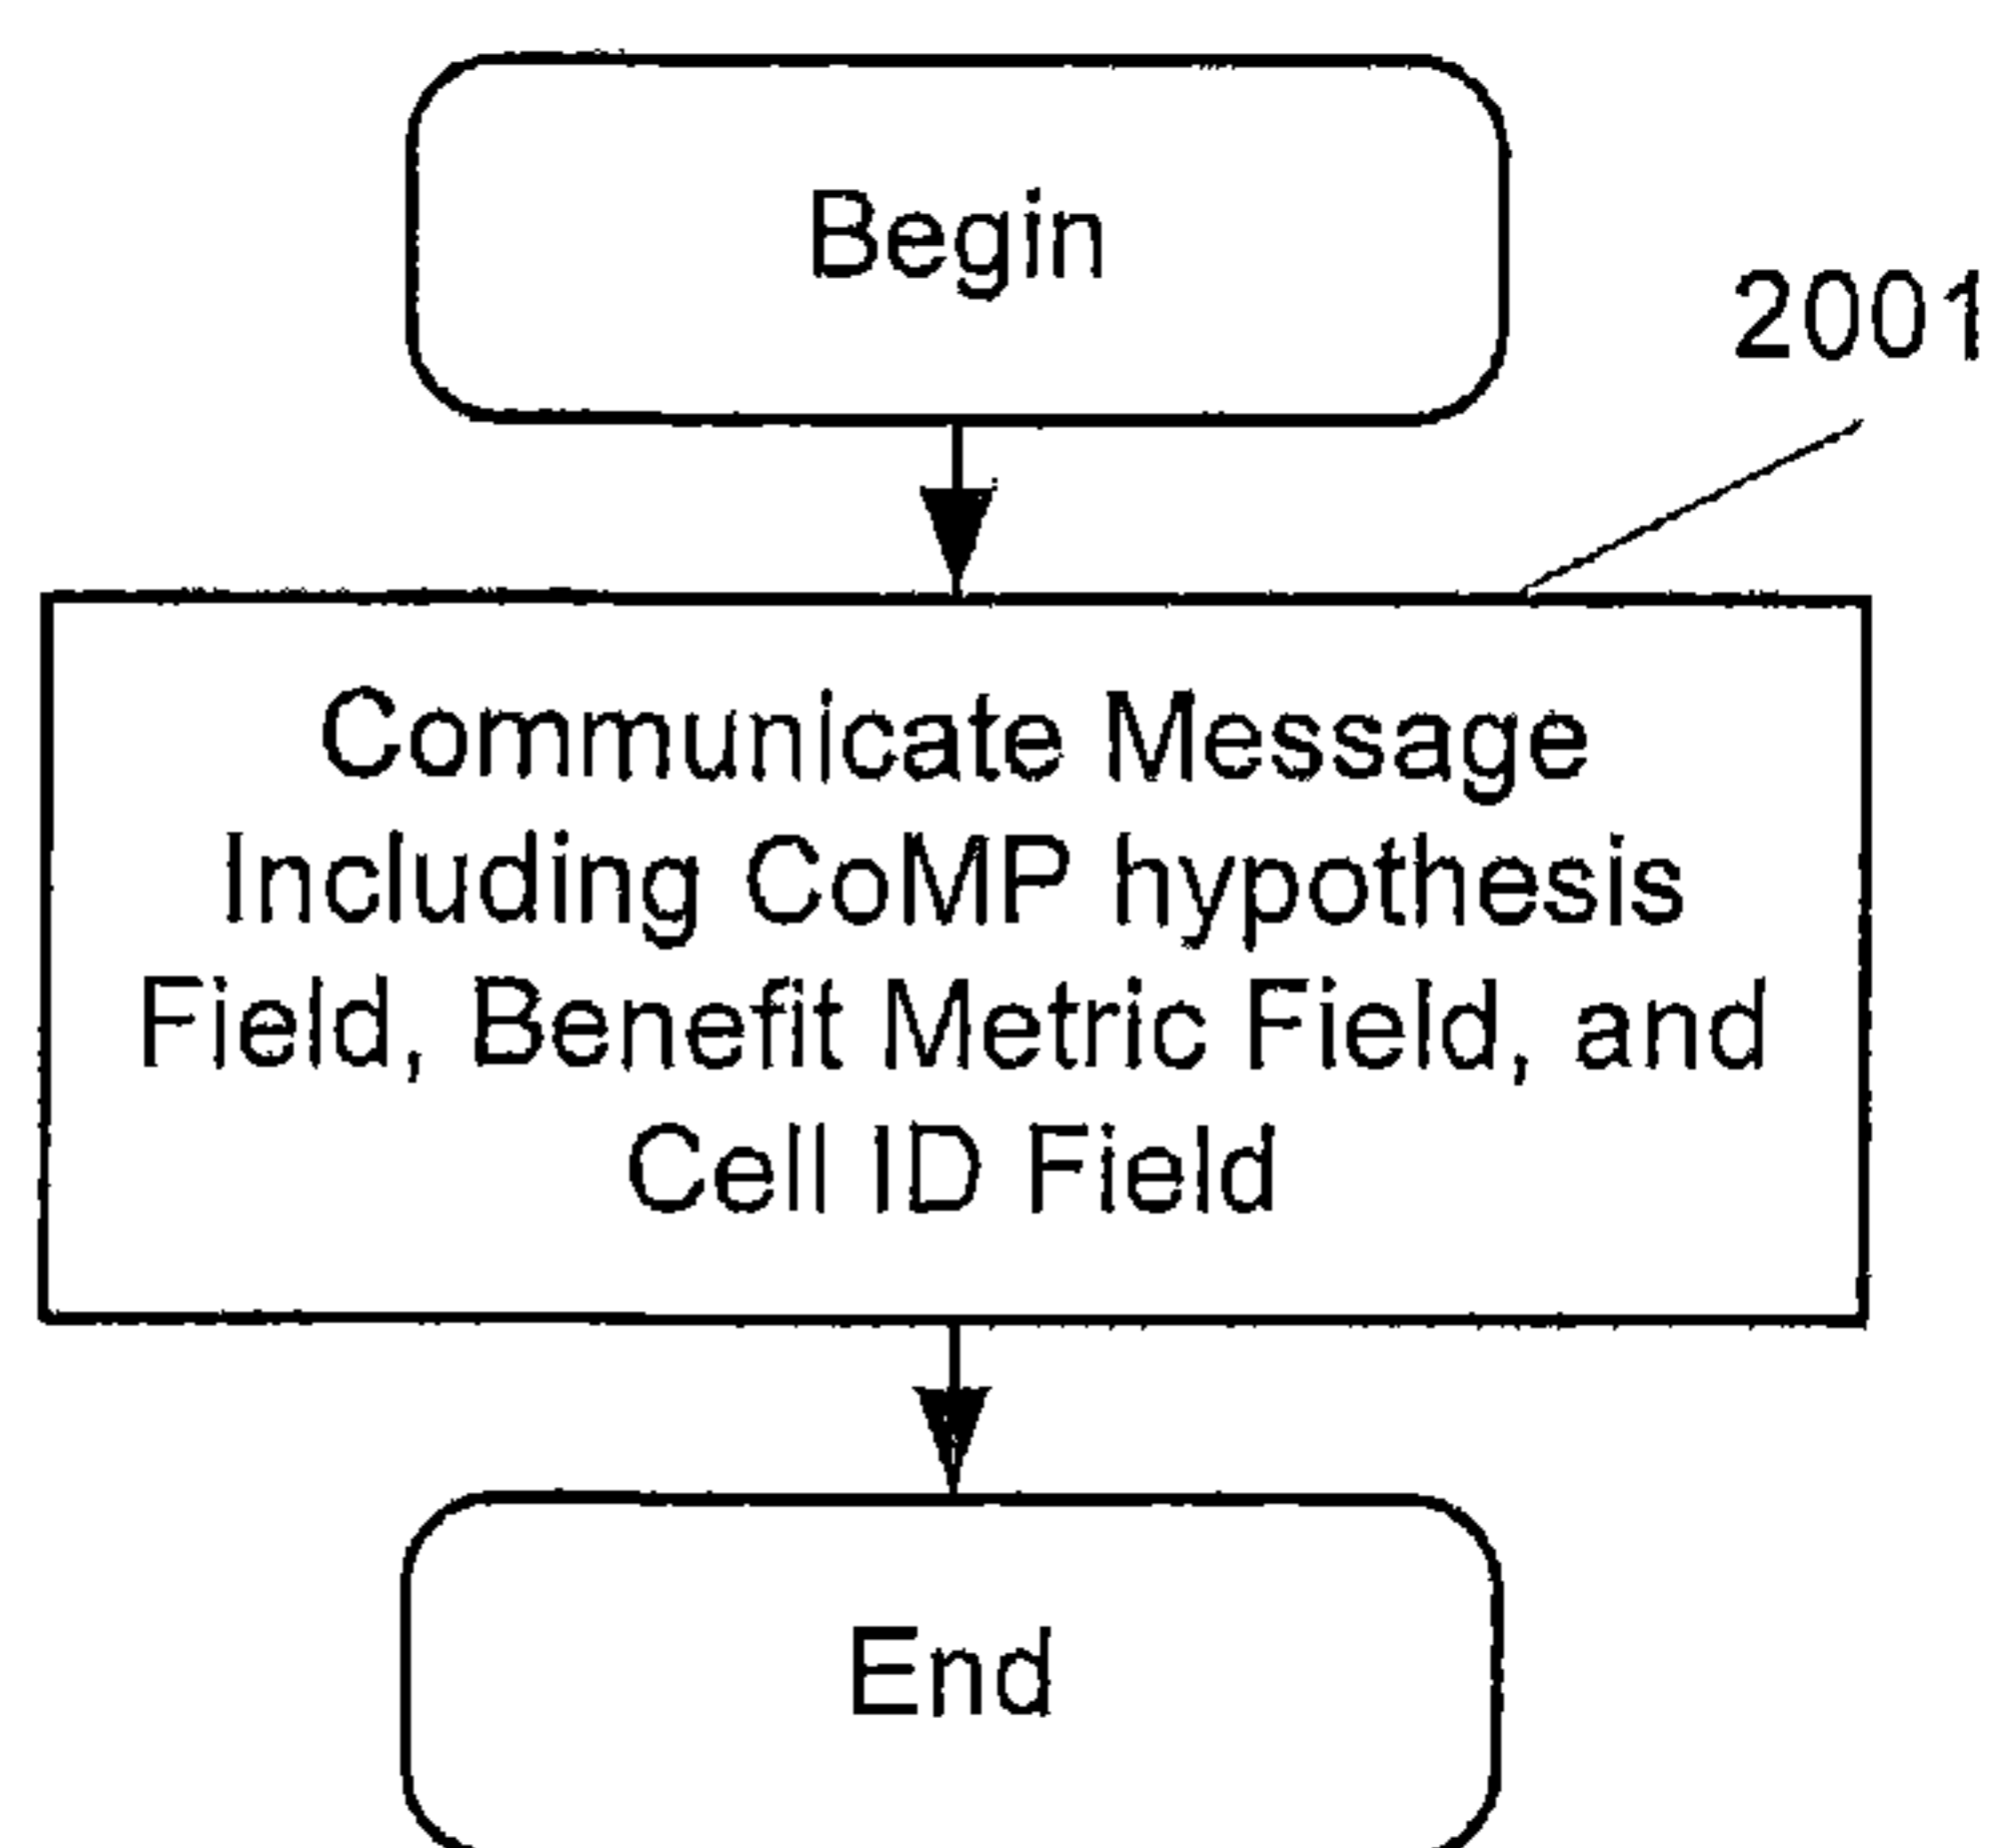 Begin
2001
Communicate Message
Including CoMP hypothesis
Field, Benefit Metric Field, and
Cell ID Field
End